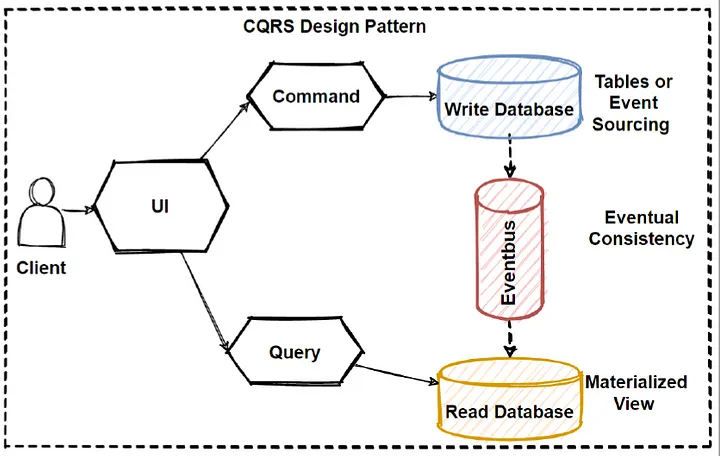 CQRS Design Pattern
Command
Write Database
Tables or
Event
Sourcing
UI
Client
Eventbus
Eventual
Consistency
Query
Read Database
Materialized
View